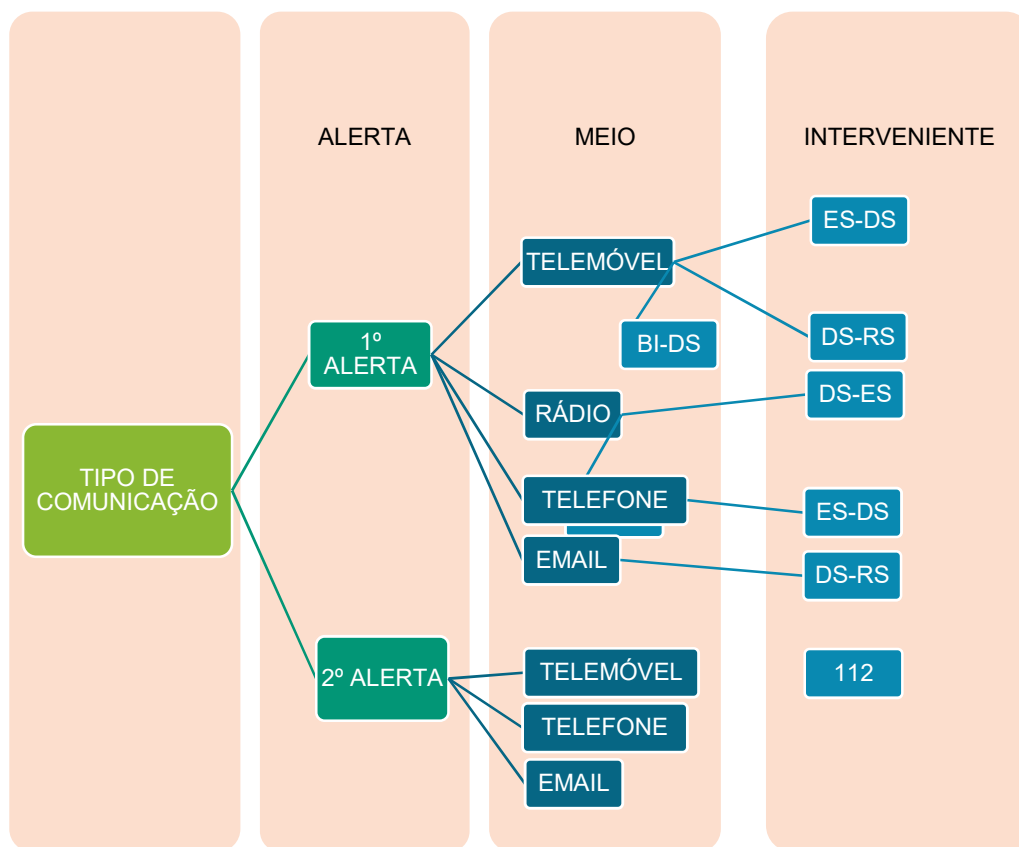 ALERTA
MEIO
INTERVENIENTE
TIPO DE
COMUNICAÇÃO
1º
ALERTA
2º ALERTA
TELEMÓVEL
BI-DS
RÁDIO
TELEFONE
EMAIL
TELEMÓVEL
TELEFONE
EMAIL
ES-DS
DS-RS
DS-ES
ES-DS
DS-RS
112